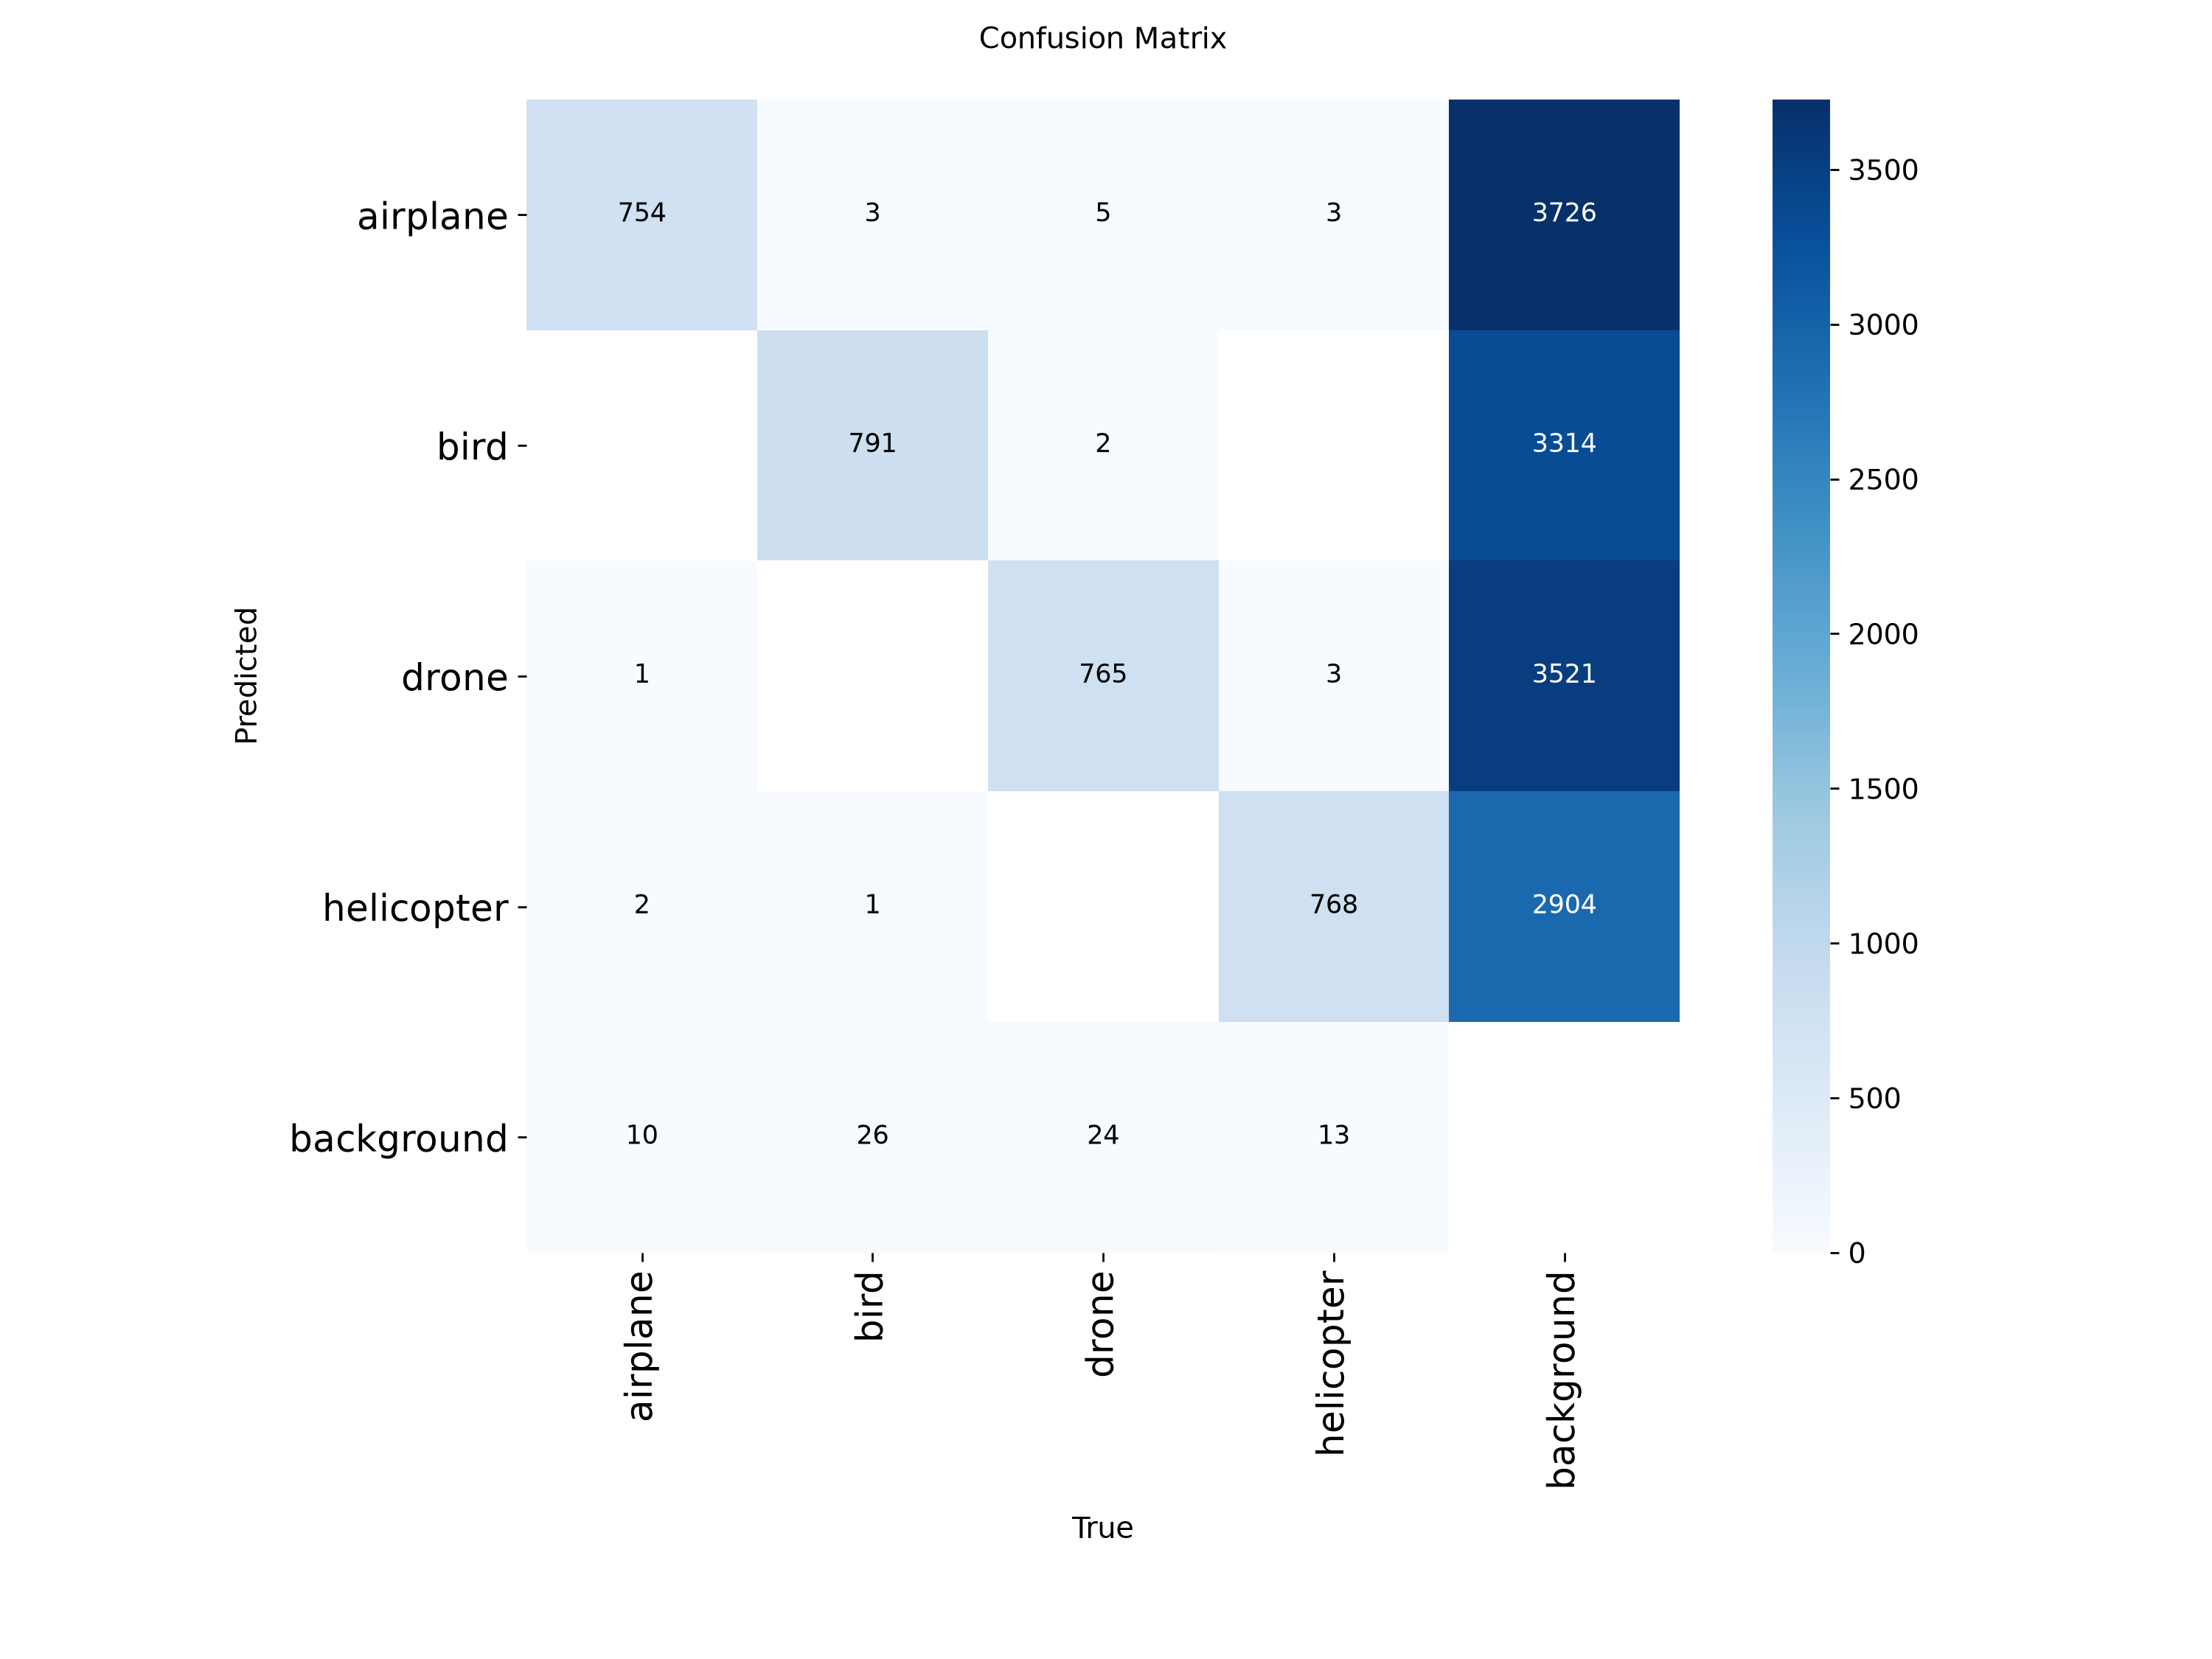 Confusion Matrix
airplane 754 3 5 3 3726
bird 791 2 3314
drone 1 765 3 3521
helicopter 2 1 768 2904
background 10 26 24 13
Predicted
airplane bird drone helicopter background
True
3500
3000
2500
2000
1500
1000
500
0